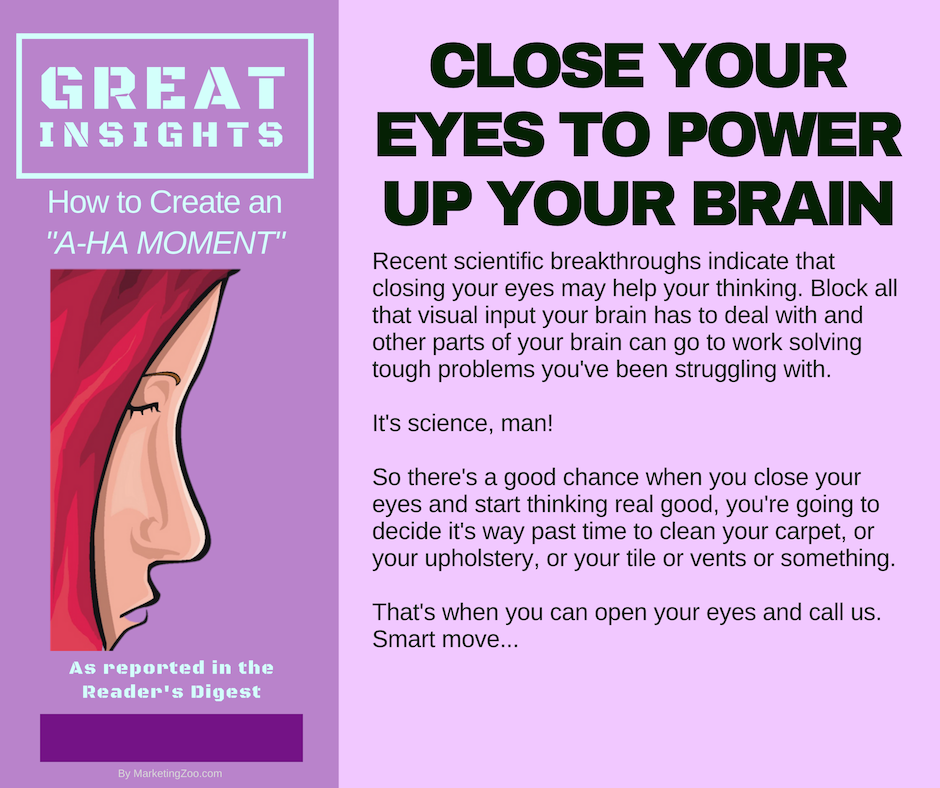 GREAT
INSIGHTS
How to Create an
"A-HA MOMENT"
As reported in the
Reader's Digest
By MarketingZoo.com
CLOSE YOUR
EYES TO POWER
UP YOUR BRAIN
Recent scientific breakthroughs indicate that
closing your eyes may help your thinking. Block all
that visual input your brain has to deal with and
other parts of your brain can go to work solving
tough problems you've been struggling with.
It's science, man!
So there's a good chance when you close your
eyes and start thinking real good, you're going to
decide it's way past time to clean your carpet, or
your upholstery, or your tile or vents or something.
That's when you can open your eyes and call us.
Smart move...